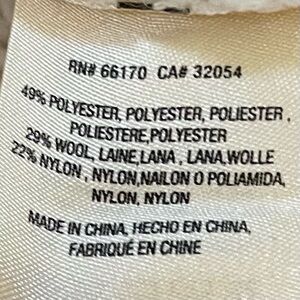 RN# 66170 CA# 32054
49% POLYESTER, POLYESTER, POLIESTER,
POLIESTERE,POLYESTER
29% WOOL, LAINE,LANA, LANA,WOLLE
22% NYLON, NYLON,NAILON O POLIAMIDA,
NYLON, NYLON
MADE IN CHINA, HECHO EN CHINA,
FABRIQUÉ EN CHINE